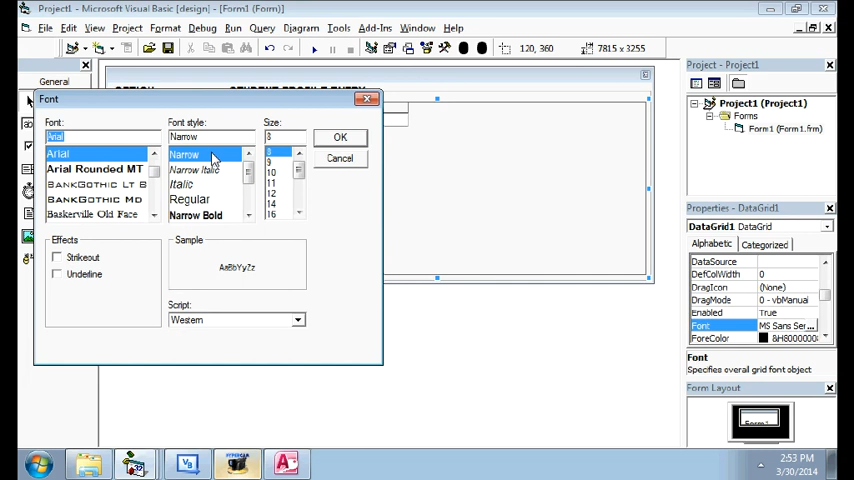 Project1 - Microsoft Visual Basic [design] - [Form1 (Form)]
File Edit View Project Format Debug Run Query Diagram Tools Add-Ins Window Help
120, 360 7815 x 3255
General
Font
Font: Font style: Size:
Arial Narrow 8
OK
Cancel
Arial
Arial Rounded MT
BankGothic Lt B
BankGothic Md
Baskerville Old Face
Narrow
Narrow Italic
Italic
Regular
Narrow Bold
8
9
10
11
12
14
16
Effects
Strikeout
Underline
Sample
AaBbYyZz
Script:
Western
Project - Project1
Project1 (Project1)
Forms
Form1 (Form1.frm)
Properties - DataGrid1
DataGrid1 DataGrid
Alphabetic Categorized
DataSource
DefColWidth 0
DragIcon (None)
DragMode 0 - vbManual
Enabled True
Font MS Sans Ser...
ForeColor &H8000000
Font
Specifies overal grid font object
Form Layout
Form1
2:53 PM
3/30/2014